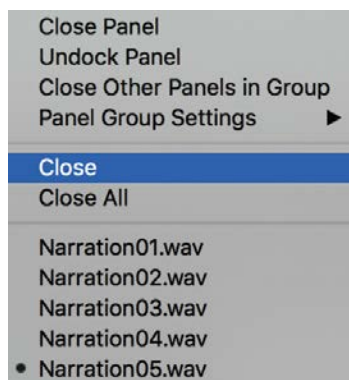 Close Panel
Undock Panel
Close Other Panels in Group
Panel Group Settings
Close
Close All
Narration01.wav
Narration02.wav
Narration03.wav
Narration04.wav
Narration05.wav